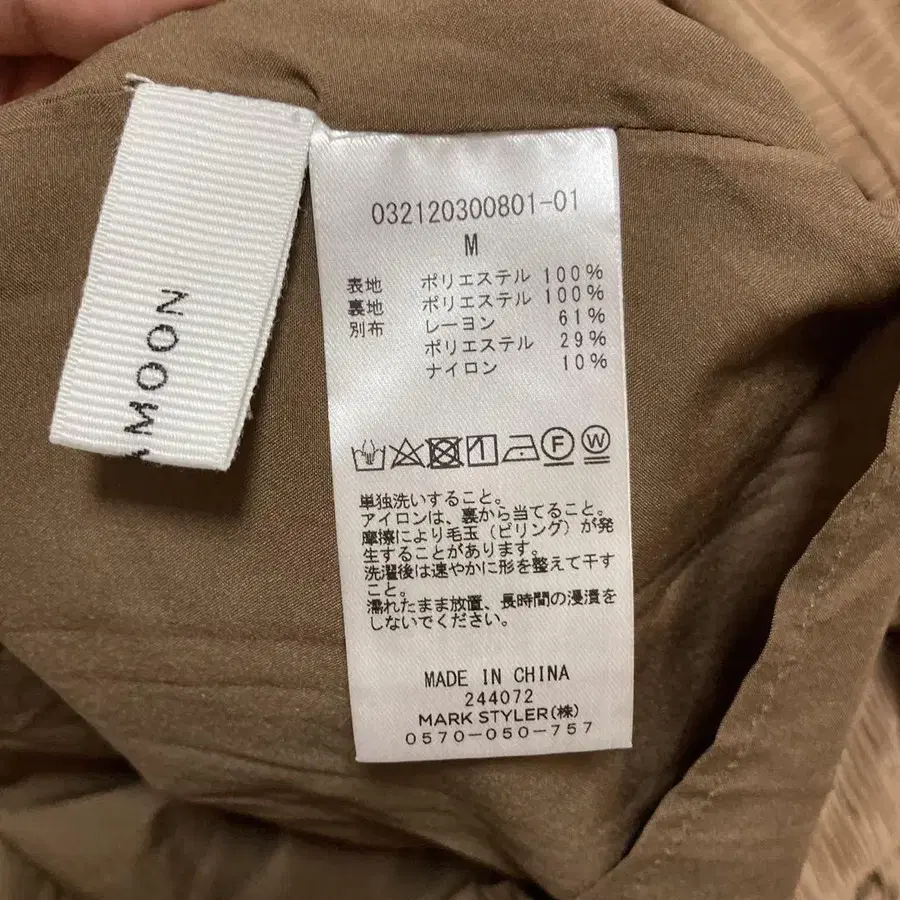 AMOON
032120300801-01
M
表地 ポリエステル 100%
裏地 ポリエステル 100%
別布 レーヨン 61%
ポリエステル 29%
ナイロン 10%
F W
単独洗いすること。
アイロンは、裏から当てること。
摩擦により毛玉(ピリング)が発
生することがあります。
洗濯後は速やかに形を整えて干す
こと。
濡れたまま放置、長時間の浸漬を
しないでください。
MADE IN CHINA
244072
MARK STYLER(株)
0570-050-757